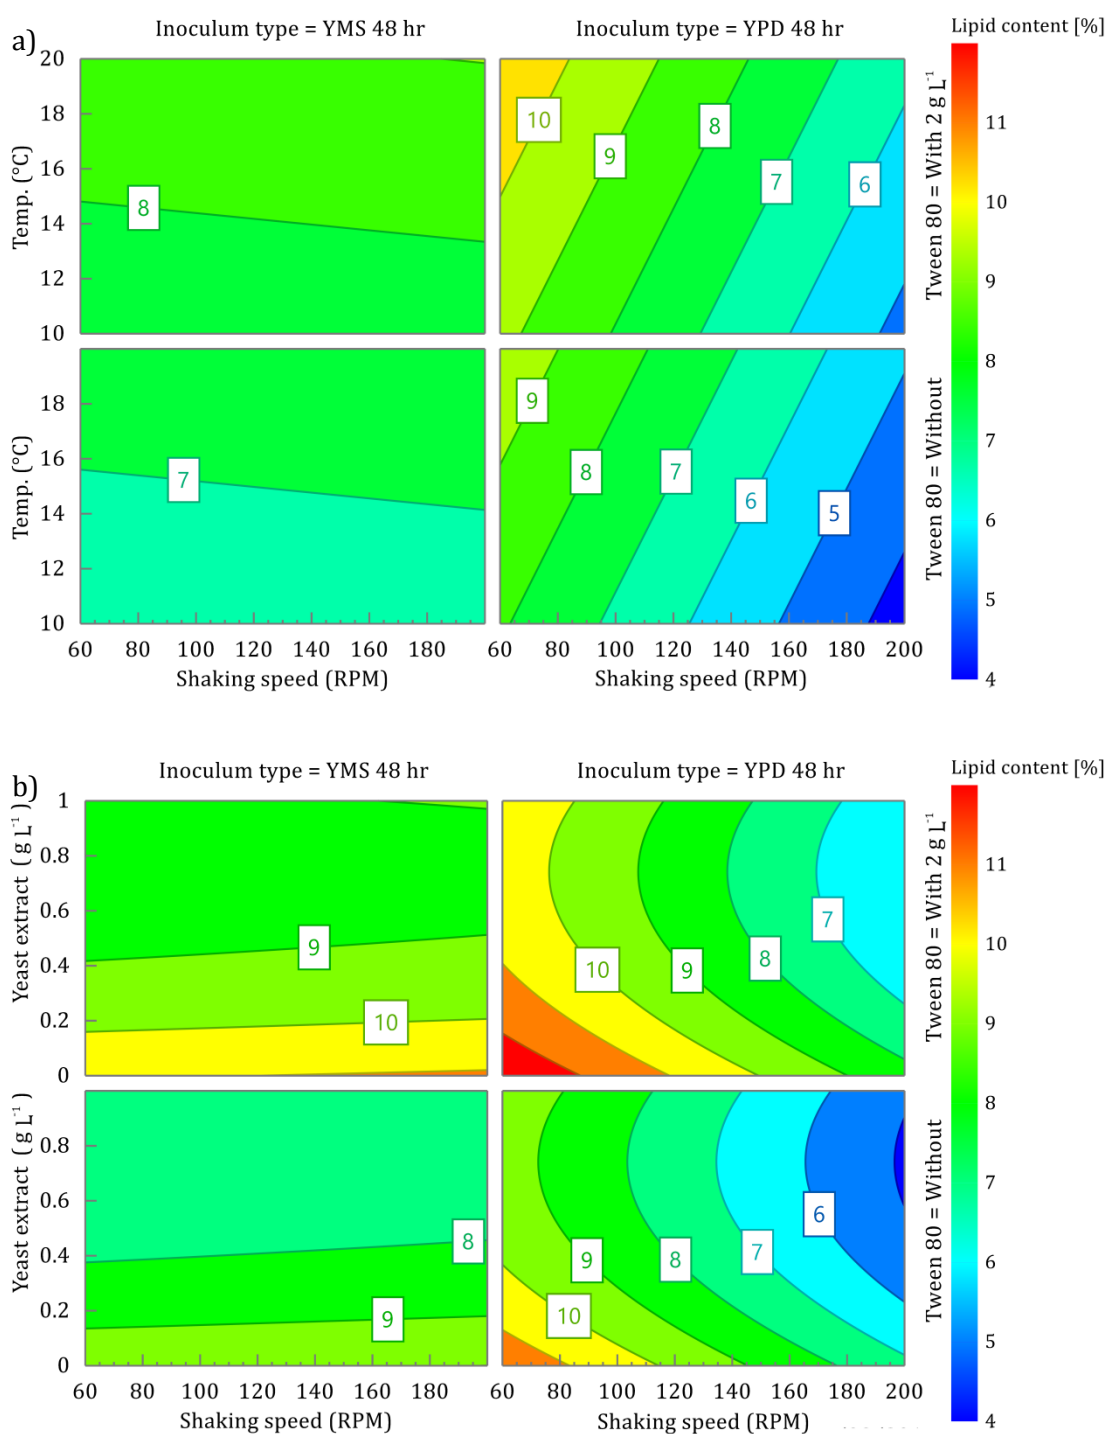 a)
Inoculum type = YMS 48 hr
Inoculum type = YPD 48 hr
Lipid content [%]
Temp. (°C)
20
18
16
14
12
10
8
10
9
8
7
6
Tween 80 = With 2 g L⁻¹
Temp. (°C)
18
16
14
12
10
7
9
8
7
6
5
Tween 80 = Without
11
10
9
8
7
6
5
4
60 80 100 120 140 160 180
60 80 100 120 140 160 180 200
Shaking speed (RPM)
Shaking speed (RPM)
b)
Inoculum type = YMS 48 hr
Inoculum type = YPD 48 hr
Lipid content [%]
Yeast extract ( g L⁻¹ )
1
0.8
0.6
0.4
0.2
0
9
10
10
9
8
7
Tween 80 = With 2 g L⁻¹
Yeast extract ( g L⁻¹ )
0.8
0.6
0.4
0.2
0
8
9
10
9
8
7
6
Tween 80 = Without
11
10
9
8
7
6
5
4
60 80 100 120 140 160 180
60 80 100 120 140 160 180 200
Shaking speed (RPM)
Shaking speed (RPM)